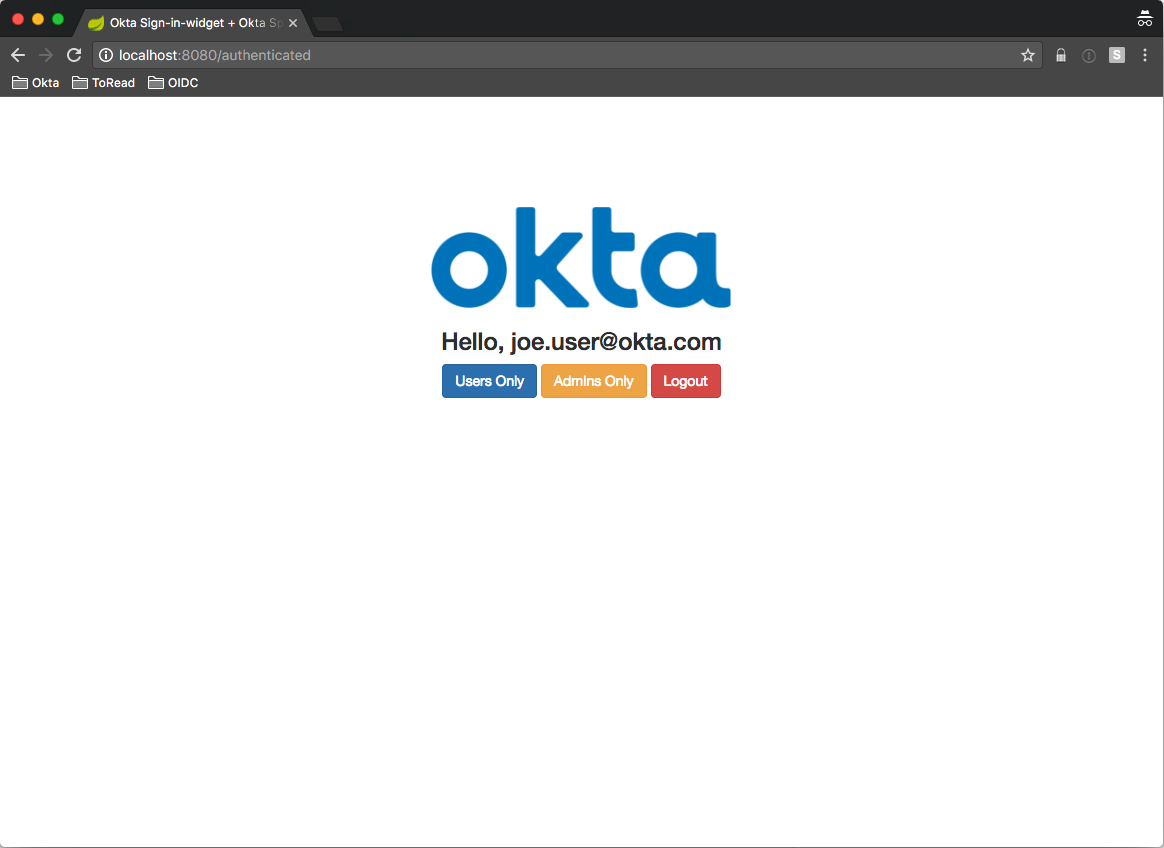 Okta Sign-in-widget + Okta Sp
localhost:8080/authenticated
S
Okta ToRead OIDC
okta
Hello, joe.user@okta.com
Users Only Admins Only Logout